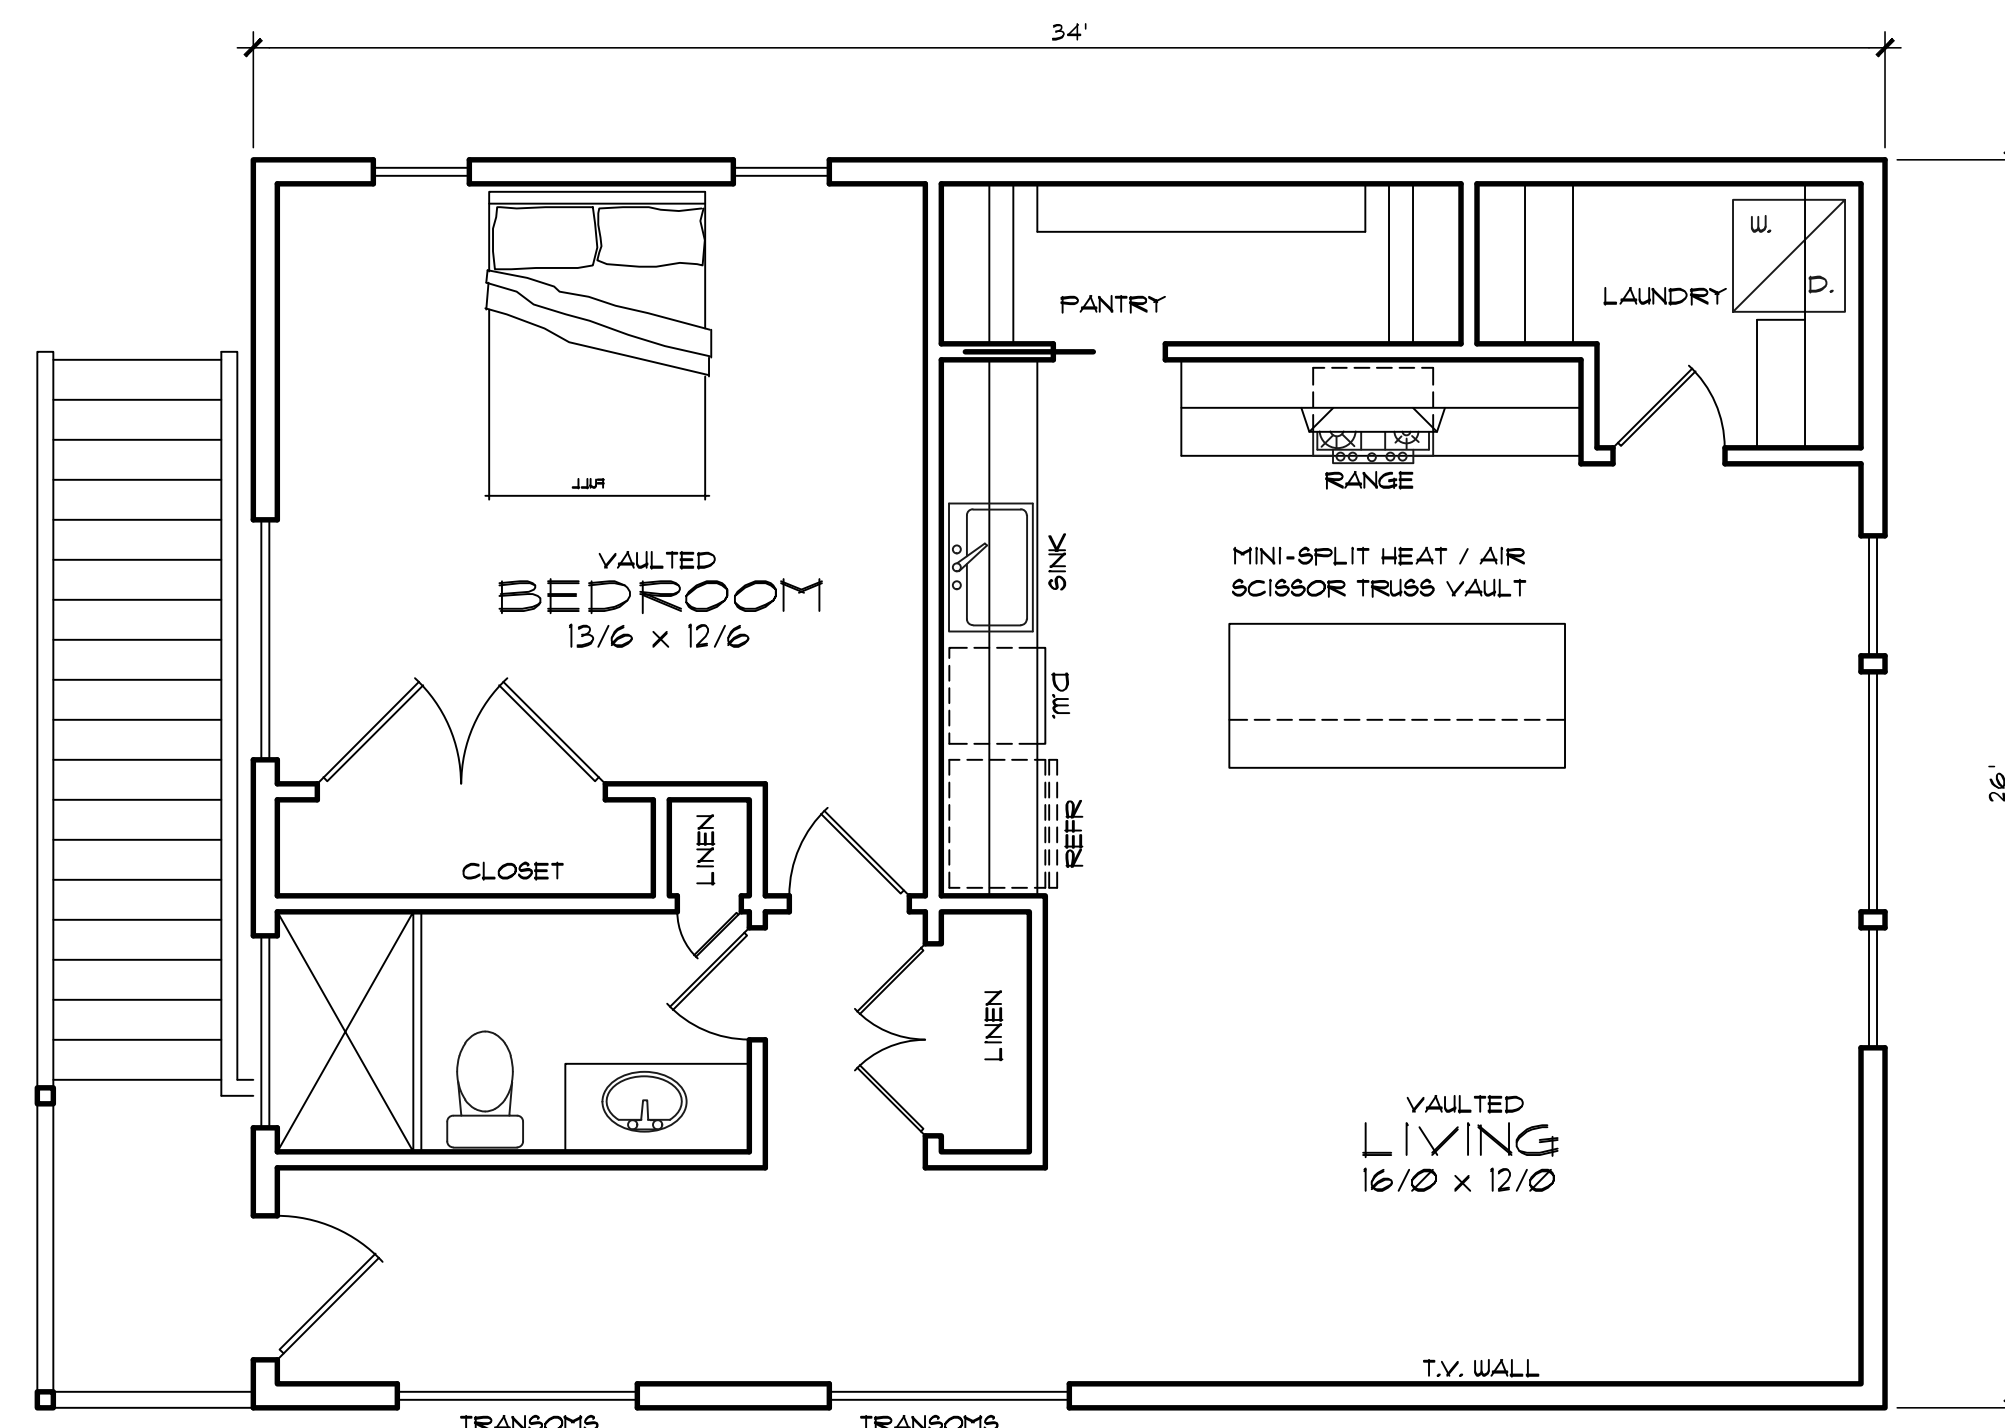 34'
W.
D.
PANTRY
LAUNDRY
RANGE
FULL
SINK
VAULTED
BEDROOM
13/6 x 12/6
MINI-SPLIT HEAT / AIR
SCISSOR TRUSS VAULT
D.W.
26'
REFR
LINEN
CLOSET
LINEN
VAULTED
LIVING
16/0 x 12/0
T.V. WALL
TRANSOMS
TRANSOMS